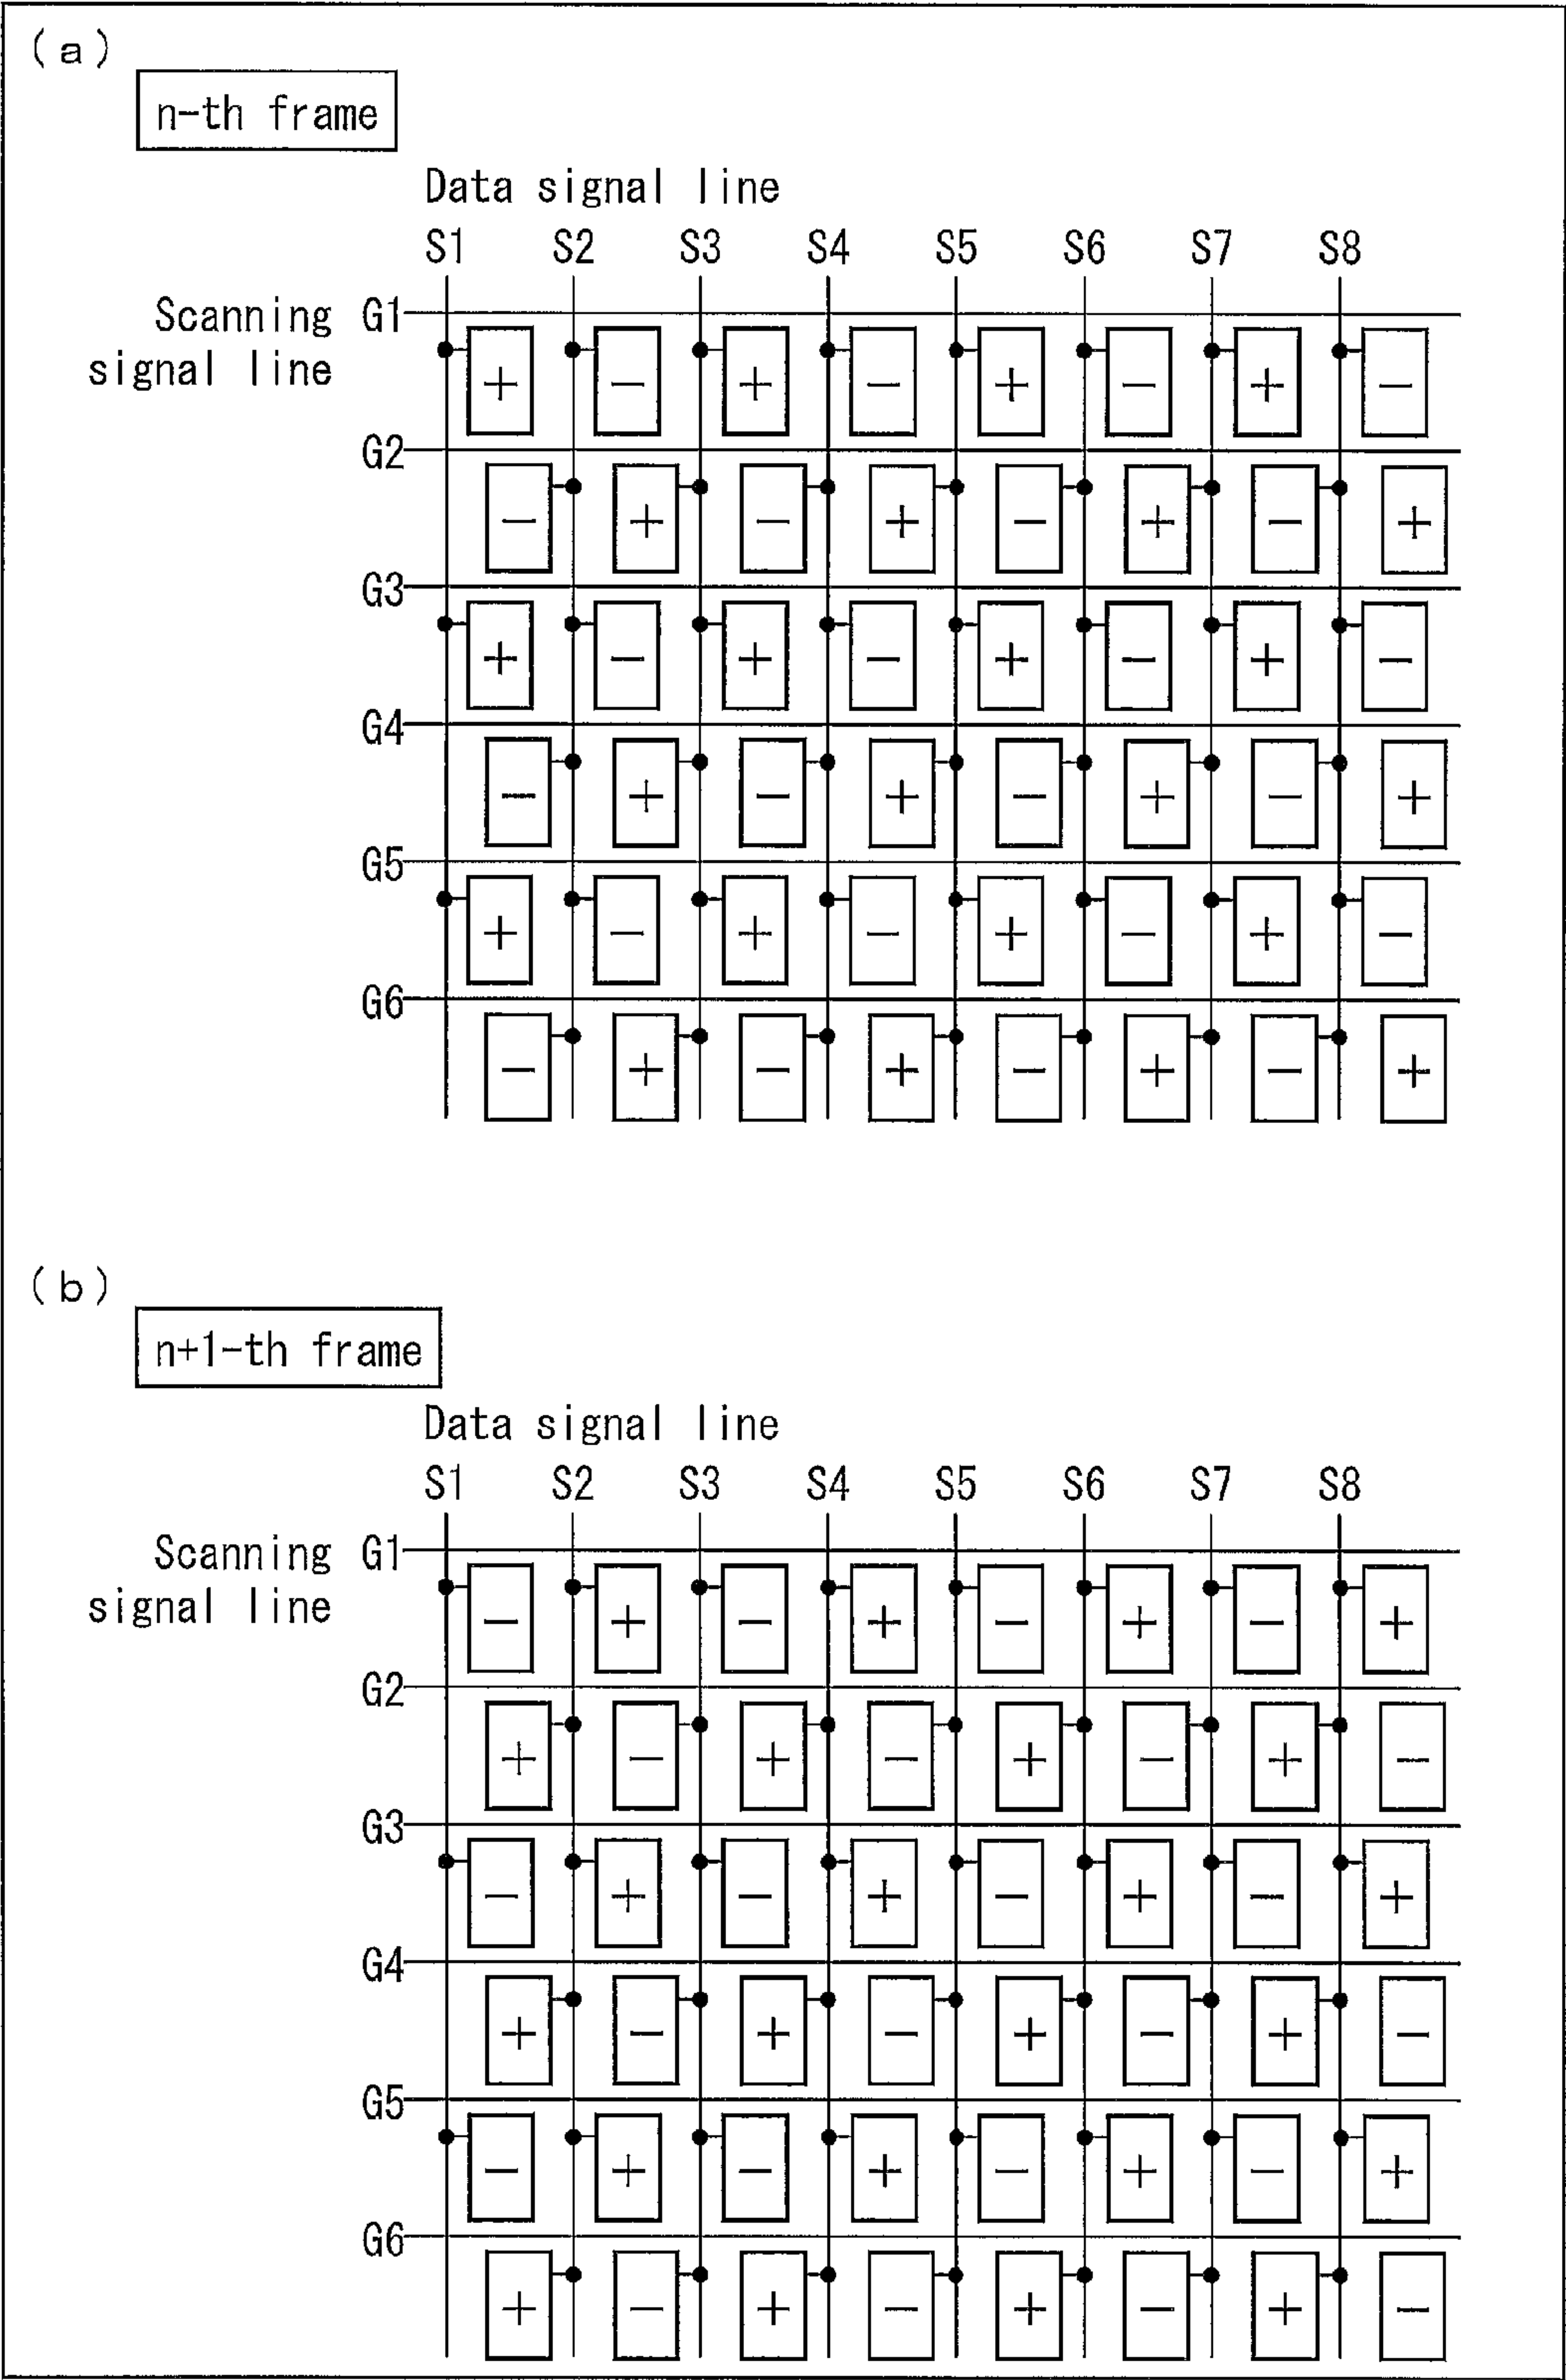 (a)
n-th frame
Data signal line
S1 S2 S3 S4 S5 S6 S7 S8
Scanning signal line
G1
+ − + − + − + −
G2
− + − + − + − +
G3
+ − + − + − + −
G4
− + − + − + − +
G5
+ − + − + − + −
G6
− + − + − + − +
(b)
n+1-th frame
Data signal line
S1 S2 S3 S4 S5 S6 S7 S8
Scanning signal line
G1
− + − + − + − +
G2
+ − + − + − + −
G3
− + − + − + − +
G4
+ − + − + − + −
G5
− + − + − + − +
G6
+ − + − + − + −